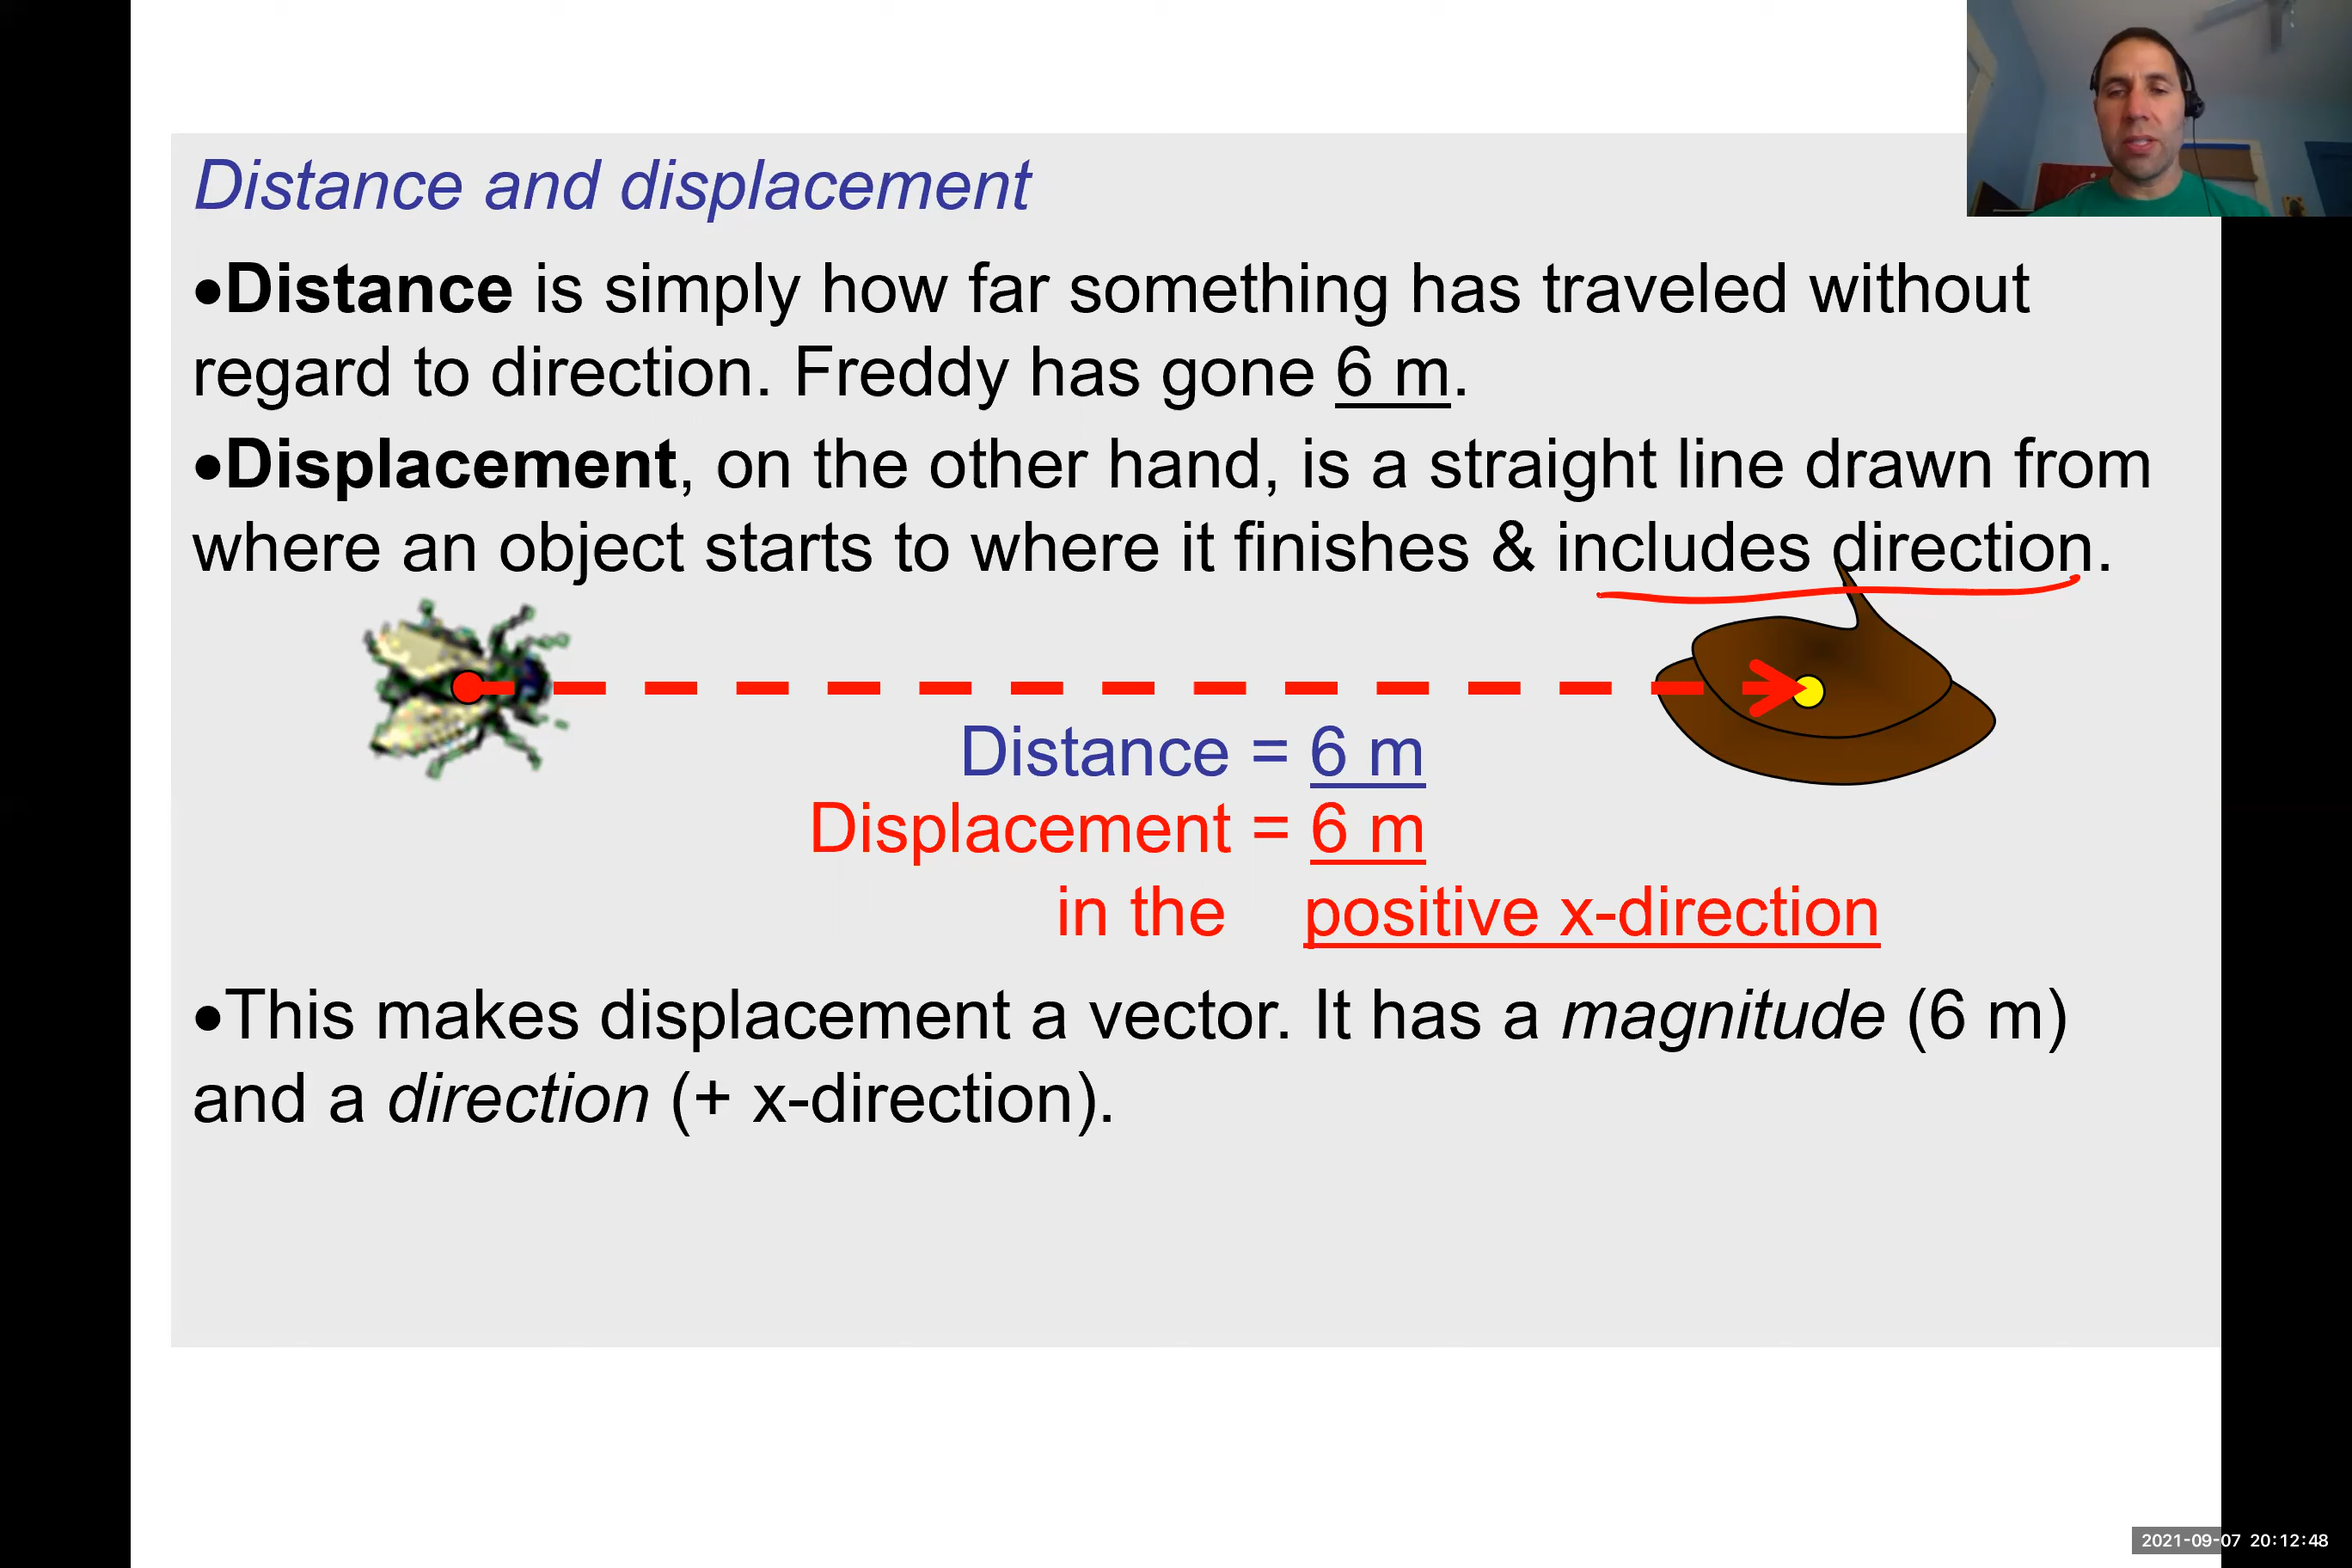 Distance and displacement
•Distance is simply how far something has traveled without
regard to direction. Freddy has gone 6 m.
•Displacement, on the other hand, is a straight line drawn from
where an object starts to where it finishes & includes direction.
Distance = 6 m
Displacement = 6 m
in the positive x-direction
•This makes displacement a vector. It has a magnitude (6 m)
and a direction (+ x-direction).
2021-09-07 20:12:48